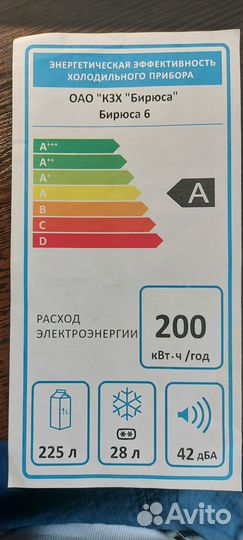 ЭНЕРГЕТИЧЕСКАЯ ЭФФЕКТИВНОСТЬ
ХОЛОДИЛЬНОГО ПРИБОРА
ОАО "КЗХ "Бирюса"
Бирюса 6
A+++
A++
A+
A
B
C
D
A
РАСХОД
ЭЛЕКТРОЭНЕРГИИ
200
кВт·ч /год
1L
225 л
28 л
42 дБА
Avito